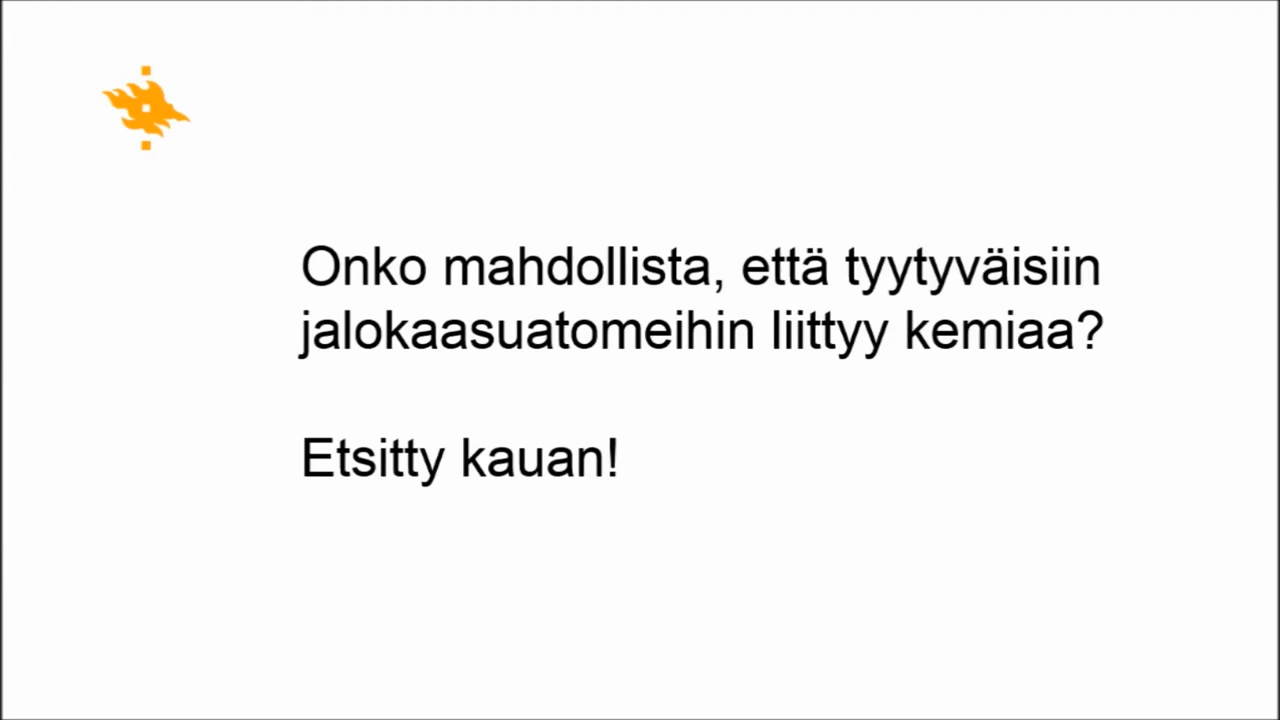 Onko mahdollista, että tyytyväisiin
jalokaasuatomeihin liittyy kemiaa?
Etsitty kauan!